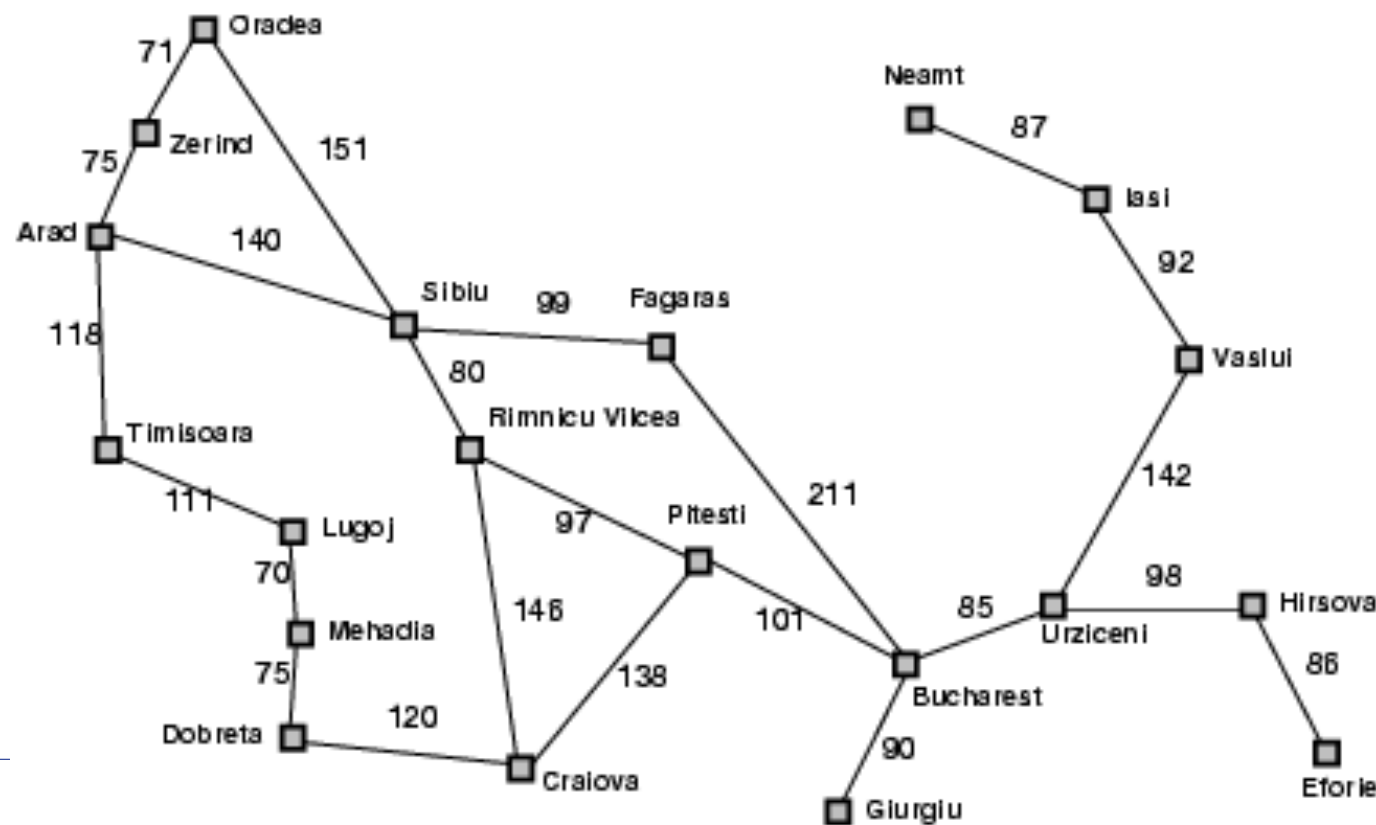 Oradea
71
Neamt
87
Zerind
151
75
Iasi
Arad
140
92
Sibiu
99
Fagaras
118
80
Vaslui
Rimnicu Vilcea
Timisoara
142
111
211
Lugoj
97
Pitesti
70
98
146
85
Hirsova
Mehadia
101
Urziceni
75
138
86
Bucharest
Dobreta
120
90
Craiova
Eforie
Giurgiu